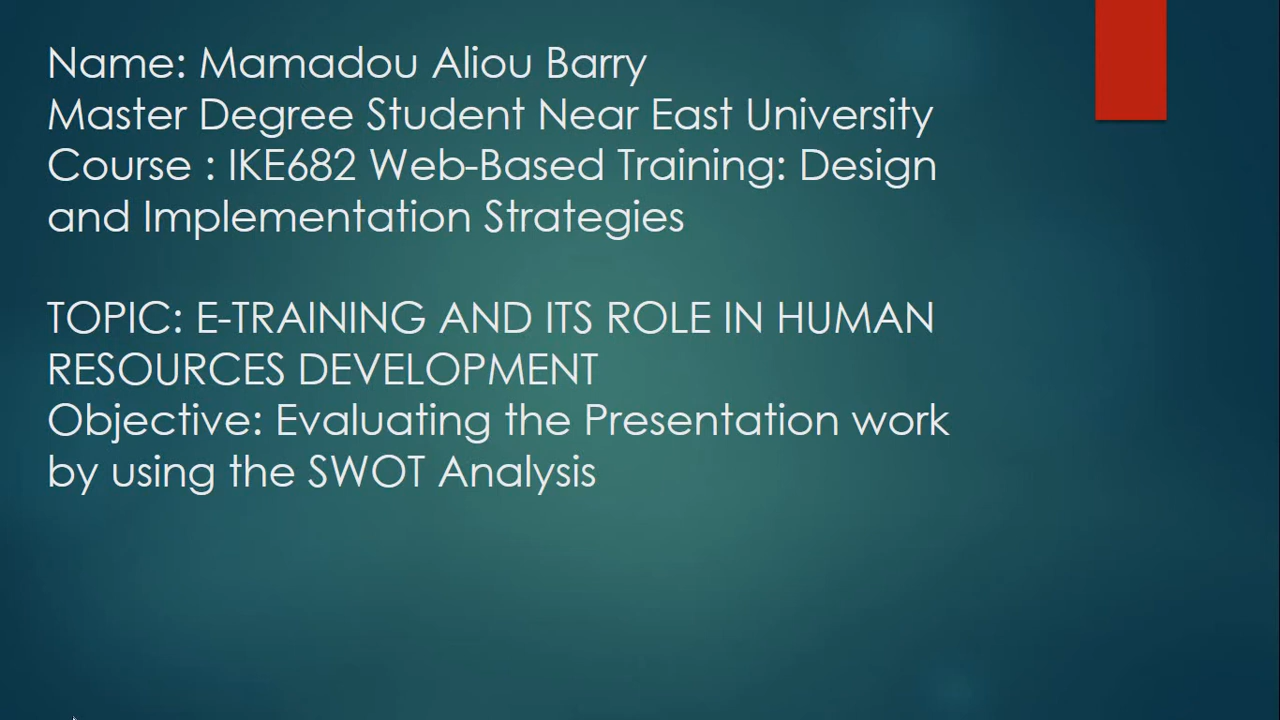 Name: Mamadou Aliou Barry
Master Degree Student Near East University
Course : IKE682 Web-Based Training: Design
and Implementation Strategies
TOPIC: E-TRAINING AND ITS ROLE IN HUMAN
RESOURCES DEVELOPMENT
Objective: Evaluating the Presentation work
by using the SWOT Analysis